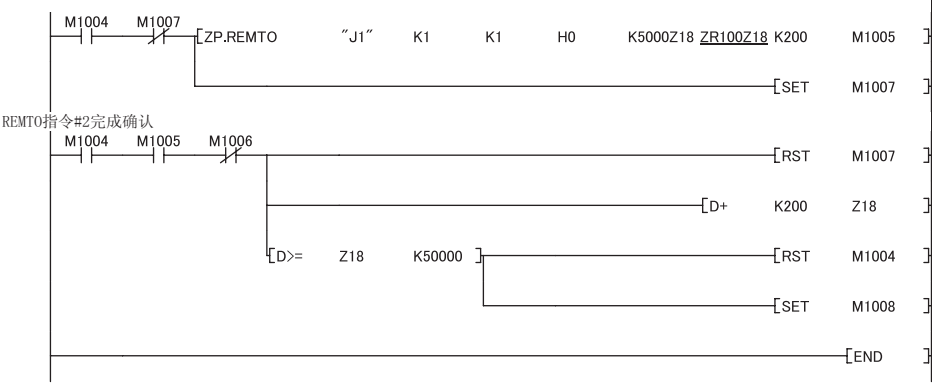 M1004 M1007
[ZP.REMTO "J1" K1 K1 H0 K5000Z18 ZR100Z18 K200 M1005 ]
[SET M1007 ]
REMTO指令#2完成确认
M1004 M1005 M1006
[RST M1007 ]
[D+ K200 Z18 ]
[D>= Z18 K50000 ] [RST M1004 ]
[SET M1008 ]
[END ]